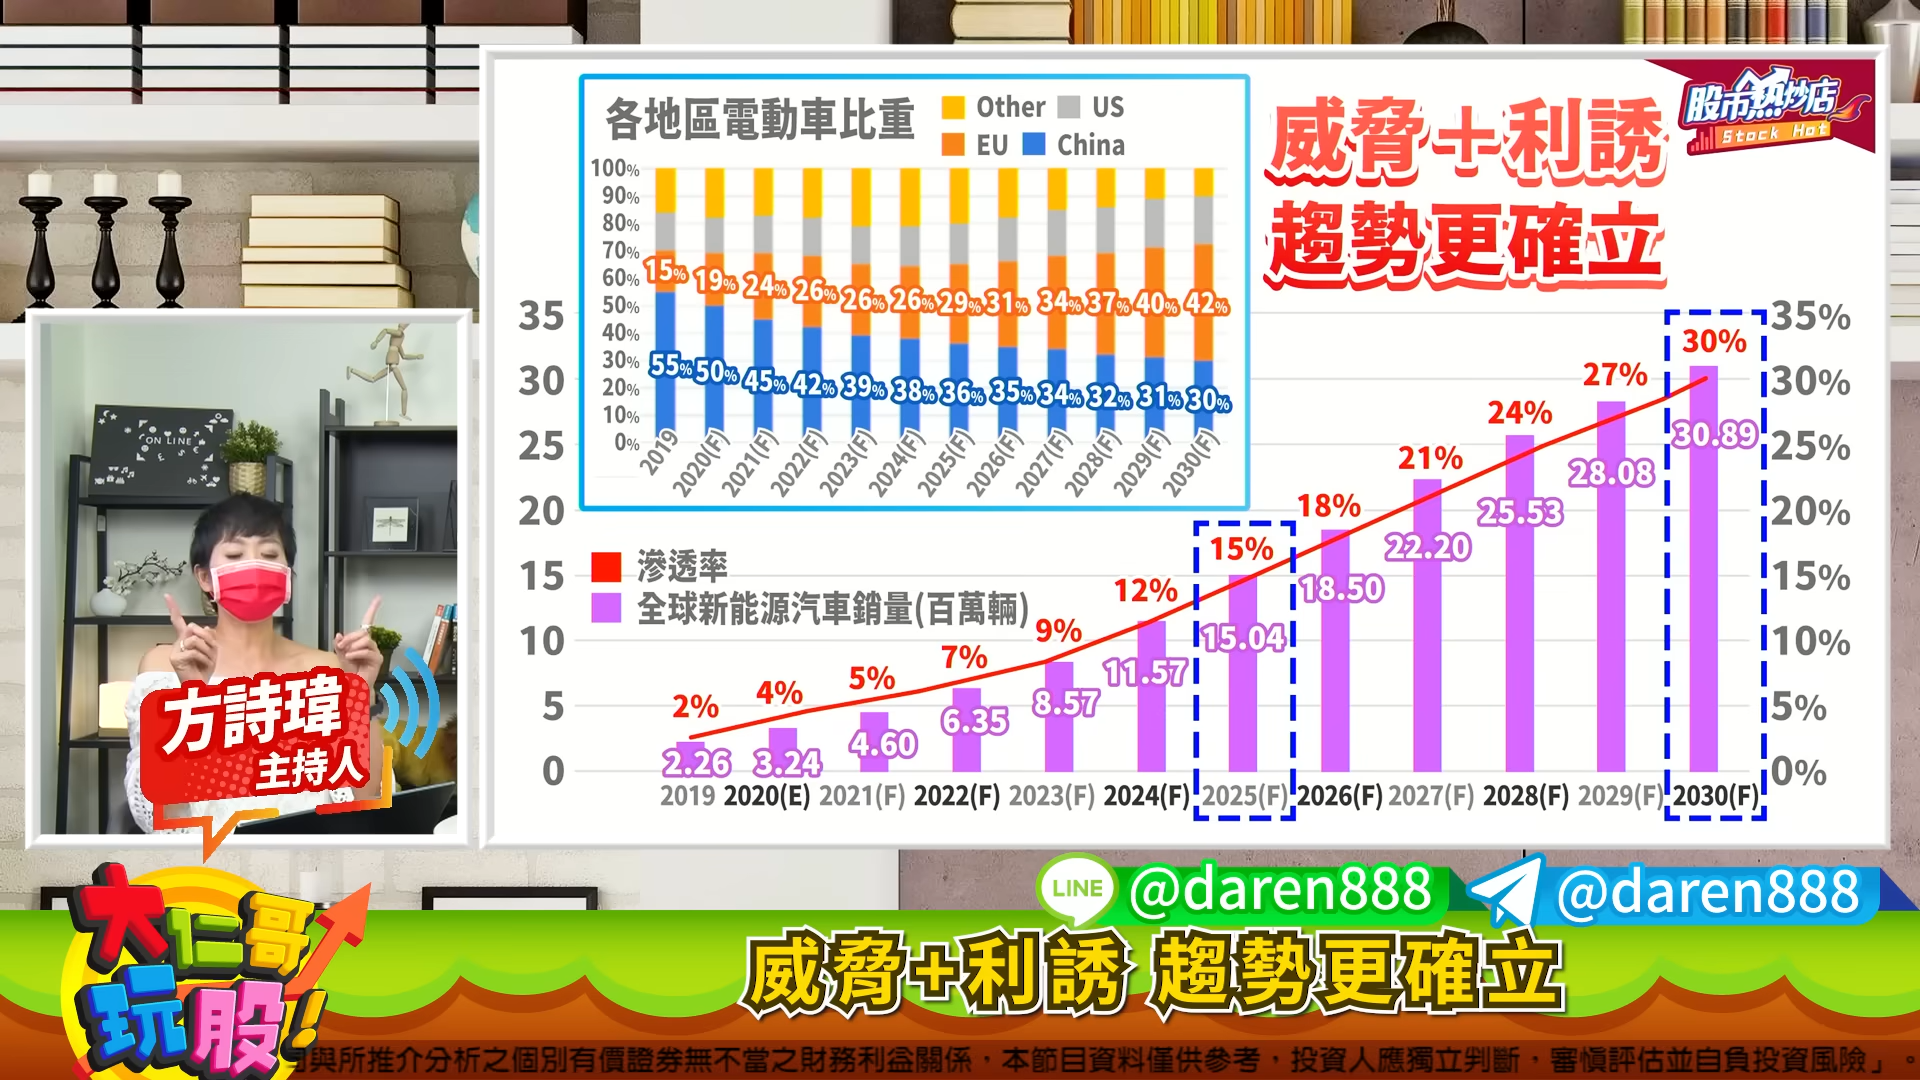 各地區電動車比重
Other US
EU China
100%
90%
80%
70%
60%
50%
40%
30%
20%
10%
0%
15% 19% 24% 26% 26% 26% 29% 31% 34% 37% 40% 42%
55% 50% 45% 42% 39% 38% 36% 35% 34% 32% 31% 30%
2019 2020(F) 2021(F) 2022(F) 2023(F) 2024(F) 2025(F) 2026(F) 2027(F) 2028(F) 2029(F) 2030(F)
威脅+利誘
趨勢更確立
股市熱炒店
Stock Hot
滲透率
全球新能源汽車銷量(百萬輛)
35
30
25
20
15
10
5
0
35%
30%
25%
20%
15%
10%
5%
0%
2% 4% 5% 7% 9% 12% 15% 18% 21% 24% 27% 30%
2.26 3.24 4.60 6.35 8.57 11.57 15.04 18.50 22.20 25.53 28.08 30.89
2019 2020(E) 2021(F) 2022(F) 2023(F) 2024(F) 2025(F) 2026(F) 2027(F) 2028(F) 2029(F) 2030(F)
ON LINE
方詩瑋
主持人
LINE @daren888 @daren888
大仁哥
玩股!
威脅+利誘 趨勢更確立
與所推介分析之個別有價證券無不當之財務利益關係，本節目資料僅供參考，投資人應獨立判斷，審慎評估並自負投資風險」。